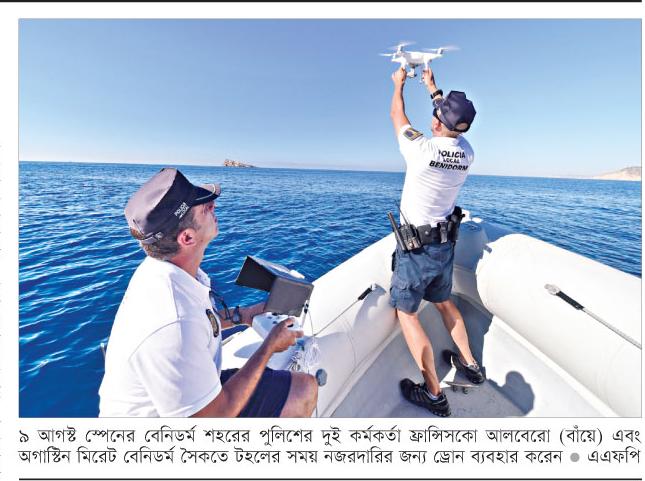 POLICIA
LOCAL
BENIDORM
POLICIA
৯ আগস্ট স্পেনের বেনিডর্ম শহরের পুলিশের দুই কর্মকর্তা ফ্রান্সিসকো আলবেরো (বাঁয়ে) এবং
অগাস্টিন মিরেট বেনিডর্ম সৈকতে টহলের সময় নজরদারির জন্য ড্রোন ব্যবহার করেন ● এএফপি